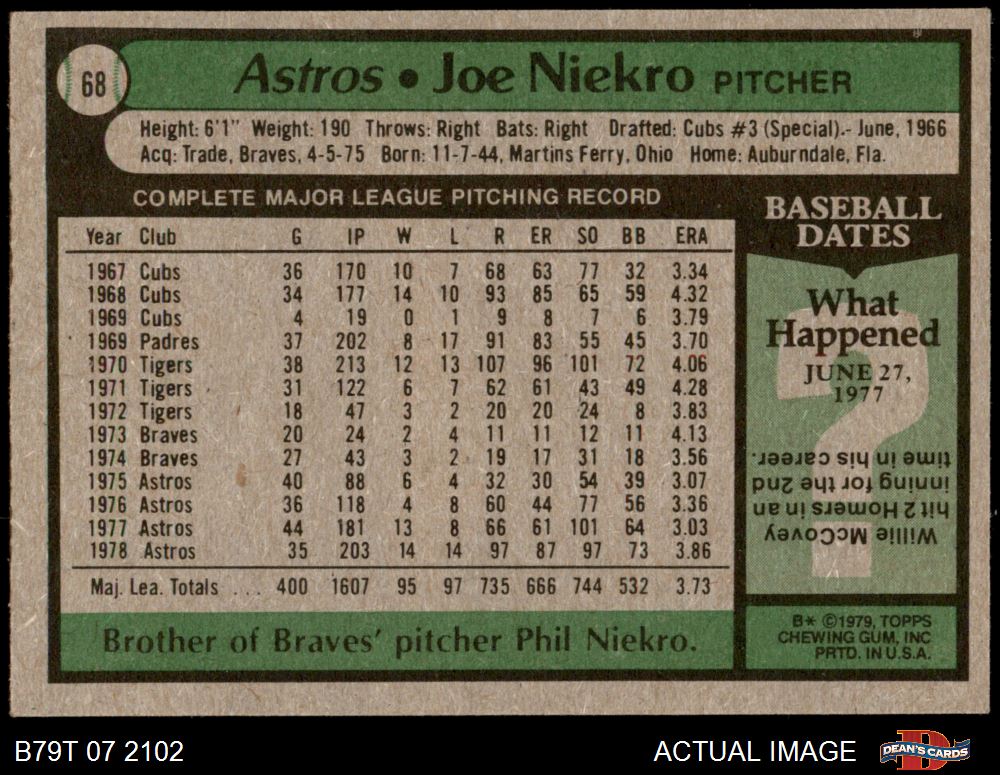 68
Astros • Joe Niekro PITCHER
Height: 6'1" Weight: 190 Throws: Right Bats: Right Drafted: Cubs #3 (Special).- June, 1966
Acq: Trade, Braves, 4-5-75 Born: 11-7-44, Martins Ferry, Ohio Home: Auburndale, Fla.
COMPLETE MAJOR LEAGUE PITCHING RECORD
Year Club G IP W L R ER SO BB ERA
1967 Cubs 36 170 10 7 68 63 77 32 3.34
1968 Cubs 34 177 14 10 93 85 65 59 4.32
1969 Cubs 4 19 0 1 9 8 7 6 3.79
1969 Padres 37 202 8 17 91 83 55 45 3.70
1970 Tigers 38 213 12 13 107 96 101 72 4.06
1971 Tigers 31 122 6 7 62 61 43 49 4.28
1972 Tigers 18 47 3 2 20 20 24 8 3.83
1973 Braves 20 24 2 4 11 11 12 11 4.13
1974 Braves 27 43 3 2 19 17 31 18 3.56
1975 Astros 40 88 6 4 32 30 54 39 3.07
1976 Astros 36 118 4 8 60 44 77 56 3.36
1977 Astros 44 181 13 8 66 61 101 64 3.03
1978 Astros 35 203 14 14 97 87 97 73 3.86
Maj. Lea. Totals ... 400 1607 95 97 735 666 744 532 3.73
Brother of Braves' pitcher Phil Niekro.
BASEBALL
DATES
What
Happened
JUNE 27,
1977
?
Willie McCovey
hit 2 Homers in an
inning for the 2nd
time in his career.
B* ©1979, TOPPS
CHEWING GUM, INC
PRTD. IN U.S.A.
B79T 07 2102
ACTUAL IMAGE
DEAN'S CARDS